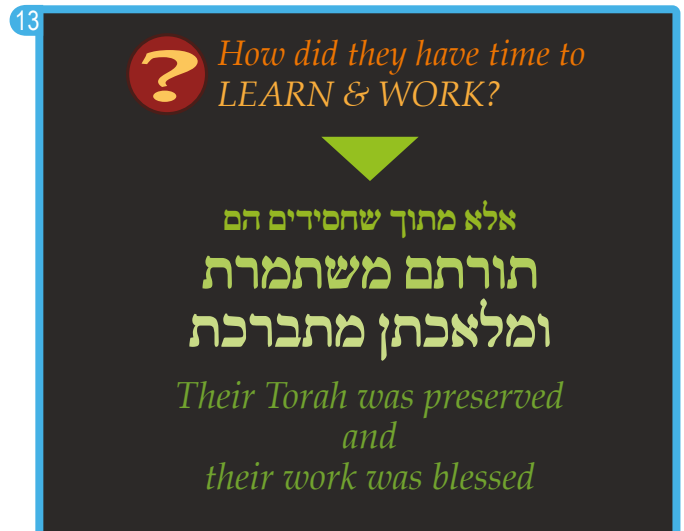 13
?
How did they have time to
LEARN & WORK?
אלא מתוך שחסידים הם
תורתם משתמרת
ומלאכתן מתברכת
Their Torah was preserved
and
their work was blessed